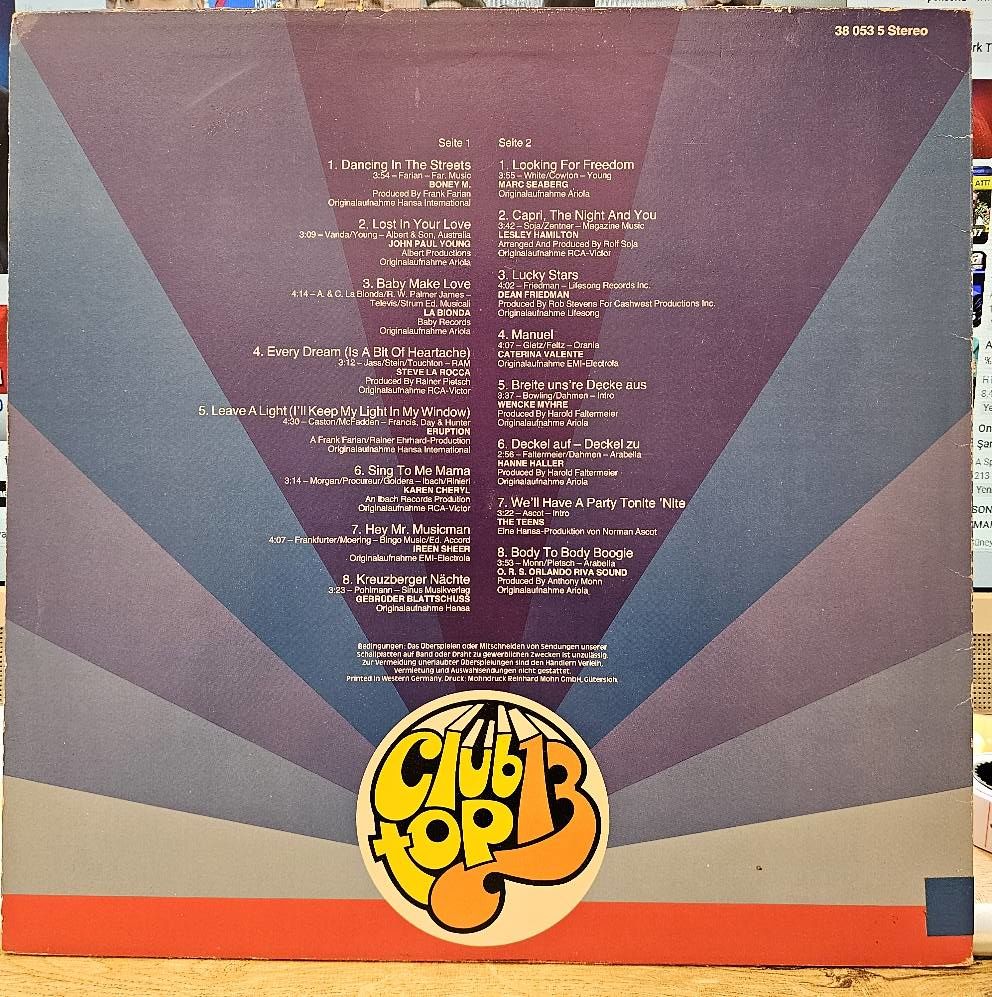 38 053 5 Stereo
Seite 1
1. Dancing In The Streets
3:54 – Farian – Far. Music
BONEY M.
Produced By Frank Farian
Originalaufnahme Hansa International
2. Lost In Your Love
3:09 – Vanda/Young – Albert & Son, Australia
JOHN PAUL YOUNG
Albert Productions
Originalaufnahme Ariola
3. Baby Make Love
4:14 – A. & C. La Bionda/R. W. Palmer James –
Televis/Strum Ed. Musicali
LA BIONDA
Baby Records
Originalaufnahme Ariola
4. Every Dream (Is A Bit Of Heartache)
3:12 – Jass/Stein/Touchton – RAM
STEVE LA ROCCA
Produced By Rainer Pietsch
Originalaufnahme RCA-Victor
5. Leave A Light (I'll Keep My Light In My Window)
4:30 – Caston/McFadden – Francis, Day & Hunter
ERUPTION
A Frank Farian/Rainer Ehrhard-Production
Originalaufnahme Hansa International
6. Sing To Me Mama
3:14 – Morgan/Procureur/Goldera – Ibach/Rinieri
KAREN CHERYL
An Ibach Records Prodution
Originalaufnahme RCA-Victor
7. Hey Mr. Musicman
4:07 – Frankfurter/Moering – Bingo Music/Ed. Accord
IREEN SHEER
Originalaufnahme EMI-Electrola
8. Kreuzberger Nächte
3:23 – Pohlmann – Sinus Musikverlag
GEBRÜDER BLATTSCHUSS
Originalaufnahme Hansa
Seite 2
1. Looking For Freedom
3:55 – White/Cowlon – Young
MARC SEABERG
Originalaufnahme Ariola
2. Capri, The Night And You
3:42 – Soja/Zentner – Magazine Music
LESLEY HAMILTON
Arranged And Produced By Rolf Soja
Originalaufnahme RCA-Victor
3. Lucky Stars
4:02 – Friedman – Lifesong Records Inc.
DEAN FRIEDMAN
Produced By Rob Stevens For Cashwest Productions Inc.
Originalaufnahme Lifesong
4. Manuel
4:07 – Gietz/Feltz – Orania
CATERINA VALENTE
Originalaufnahme EMI-Electrola
5. Breite uns're Decke aus
3:37 – Bowling/Dahmen – Intro
WENCKE MYHRE
Produced By Harold Faltermeier
Originalaufnahme Ariola
6. Deckel auf – Deckel zu
2:56 – Faltermeier/Dahmen – Arabella
HANNE HALLER
Produced By Harold Faltermeier
Originalaufnahme Ariola
7. We'll Have A Party Tonite 'Nite
3:22 – Ascot – Intro
THE TEENS
Eine Hansa-Produktion von Norman Ascot
8. Body To Body Boogie
3:53 – Monn/Pietsch – Arabella
O. R. S. ORLANDO RIVA SOUND
Produced By Anthony Monn
Originalaufnahme Ariola
Bedingungen: Das Überspielen oder Mitschneiden von Sendungen unserer
Schallplatten auf Band oder Draht zu gewerblichen Zwecken ist unzulässig.
Zur Vermeidung unerlaubter Überspielungen sind den Händlern Verleih,
Vermietung und Auswahlsendungen nicht gestattet.
Printed in Western Germany. Druck: Mohndruck Reinhard Mohn GmbH, Gütersloh.
Club
top 13